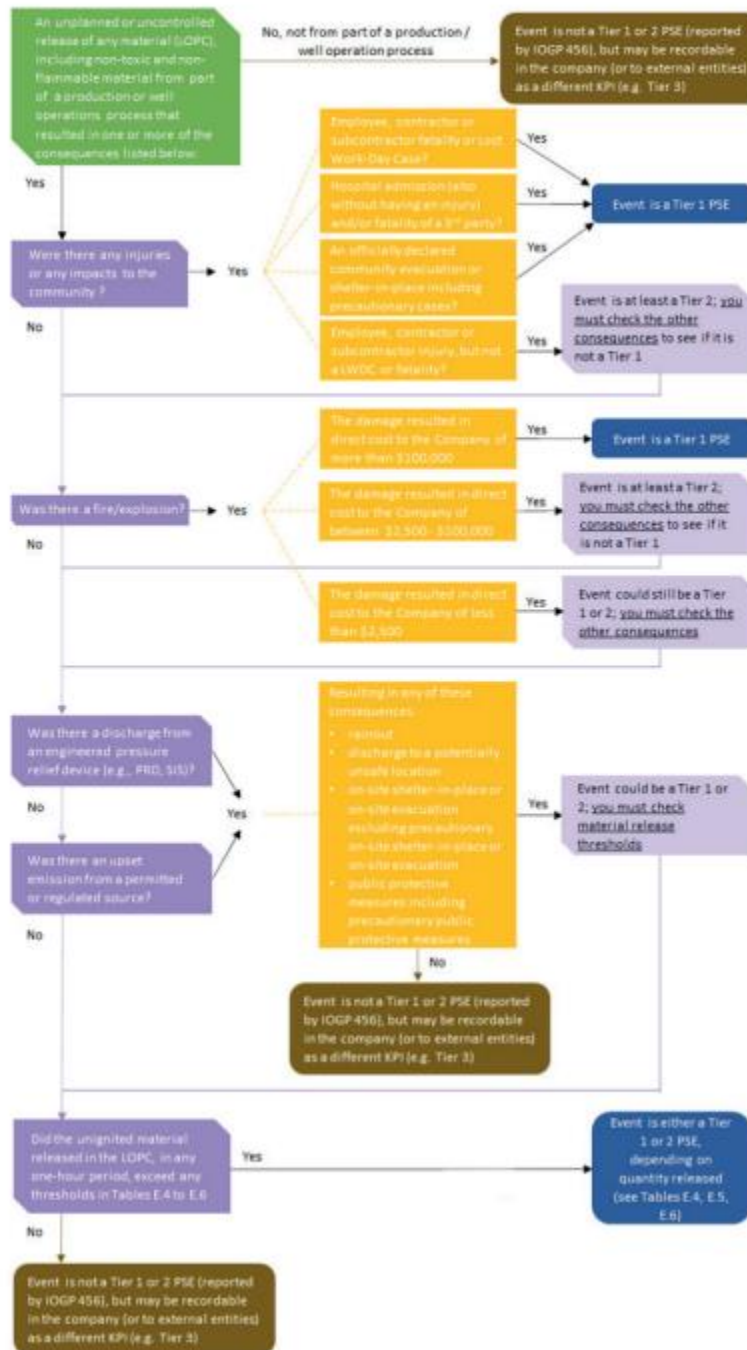 An unplanned or uncontrolled
release of any material (LOPC),
including non-toxic and non-
flammable material from part
of a production or well
operations process that
resulted in one or more of the
consequences listed below:
No, not from part of a production /
well operation process
Event is not a Tier 1 or 2 PSE (reported
by IOGP 456), but may be recordable
in the company (or to external entities)
as a different KPI (e.g. Tier 3)
Yes
Were there any injuries
or any impacts to the
community ?
Yes
No
Employee, contractor or
subcontractor fatality or Lost
Work-Day Case?
Yes
Hospital admission (also
without having an injury)
and/or fatality of a 3rd party?
Yes
An officially declared
community evaluation or
shelter-in-place including
precautionary cases?
Yes
Event is a Tier 1 PSE
Employee, contractor or
subcontractor injury, but not
a LWDC or fatality?
Yes
Event is at least a Tier 2; you
must check the other
consequences to see if it is
not a Tier 1
Was there a fire/explosion?
Yes
No
The damage resulted in
direct cost to the Company of
more than $100,000
Yes
Event is a Tier 1 PSE
The damage resulted in direct
cost to the Company of
between $2,500 - $100,000
Yes
Event is at least a Tier 2;
you must check the other
consequences to see if it
is not a Tier 1
The damage resulted in direct
cost to the Company of less
than $2,500
Yes
Event could still be a Tier
1 or 2; you must check the
other consequences
Was there a discharge from
an engineered pressure
relief device (e.g., PRD, SIS)?
No
Yes
Was there an upset
emission from a permitted
or regulated source?
No
Resulting in any of these
consequences:
• rainout
• discharge to a potentially
unsafe location
• on-site shelter-in-place or
on-site evacuation
excluding precautionary
on-site shelter-in-place or
on-site evacuation
• public protective
measures including
precautionary public
protective measures
Yes
Event could be a Tier 1 or
2; you must check
material release
thresholds
No
Event is not a Tier 1 or 2 PSE (reported
by IOGP 456), but may be recordable
in the company (or to external entities)
as a different KPI (e.g. Tier 3)
Did the unignited material
released in the LOPC, in any
one-hour period, exceed any
thresholds in Tables E.4 to E.6
Yes
Event is either a Tier
1 or 2 PSE,
depending on
quantity released
(see Tables E.4, E.5,
E.6)
No
Event is not a Tier 1 or 2 PSE (reported
by IOGP 456), but may be recordable
in the company (or to external entities)
as a different KPI (e.g. Tier 3)